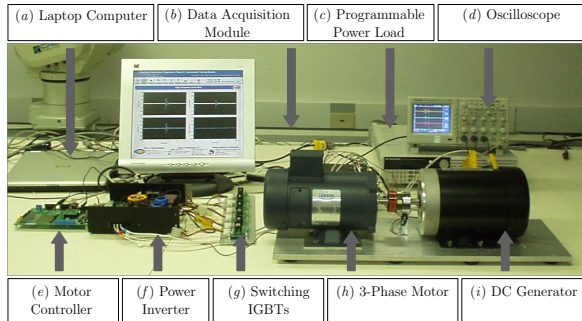 (a) Laptop Computer
(b) Data Acquisition
Module
(c) Programmable
Power Load
(d) Oscilloscope
(e) Motor
Controller
(f) Power
Inverter
(g) Switching
IGBTs
(h) 3-Phase Motor
(i) DC Generator